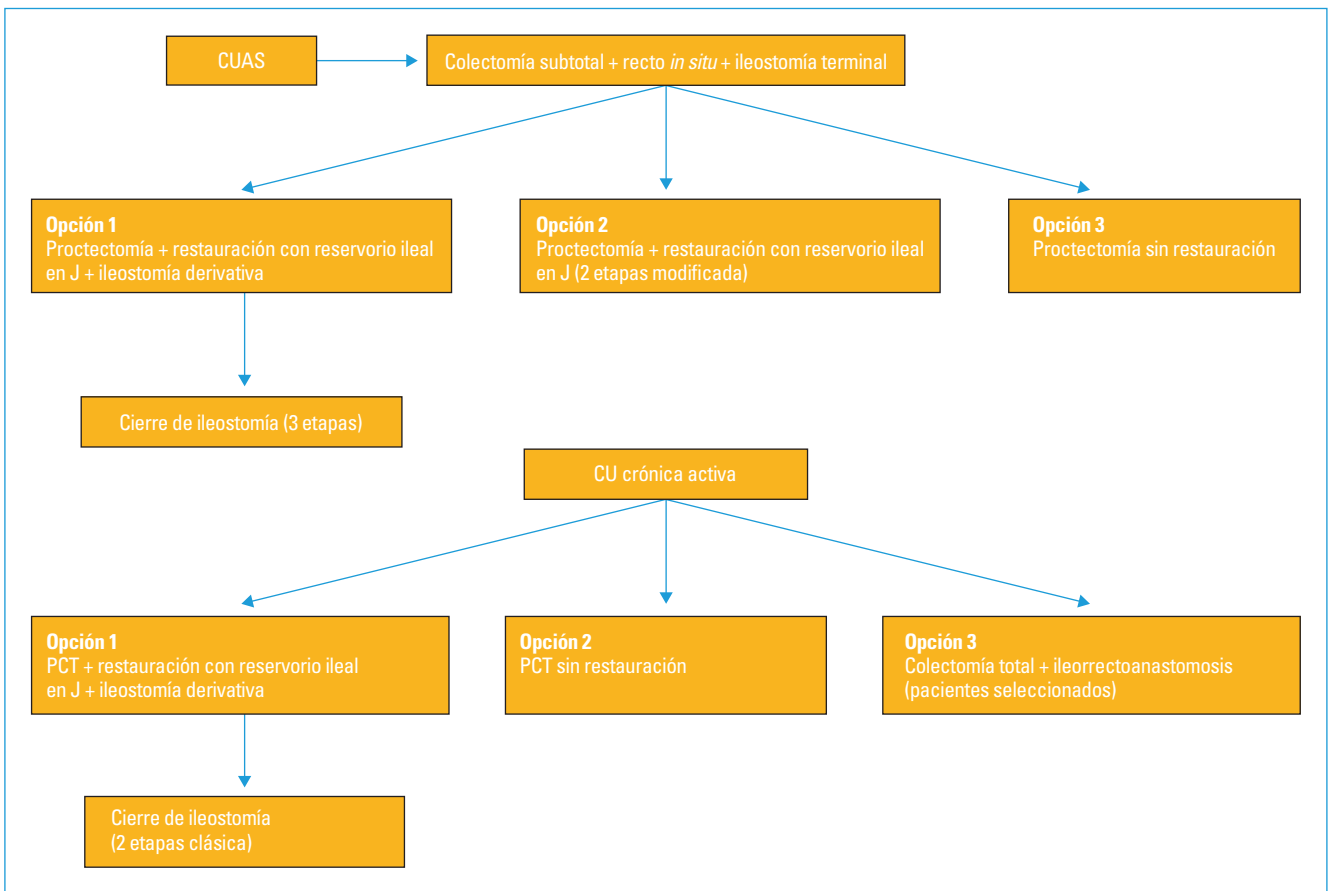 CUAS
Colectomía subtotal + recto in situ + ileostomía terminal
Opción 1
Proctectomía + restauración con reservorio ileal
en J + ileostomía derivativa
Opción 2
Proctectomía + restauración con reservorio ileal
en J (2 etapas modificada)
Opción 3
Proctectomía sin restauración
Cierre de ileostomía (3 etapas)
CU crónica activa
Opción 1
PCT + restauración con reservorio ileal
en J + ileostomía derivativa
Opción 2
PCT sin restauración
Opción 3
Colectomía total + ileorrectoanastomosis
(pacientes seleccionados)
Cierre de ileostomía
(2 etapas clásica)